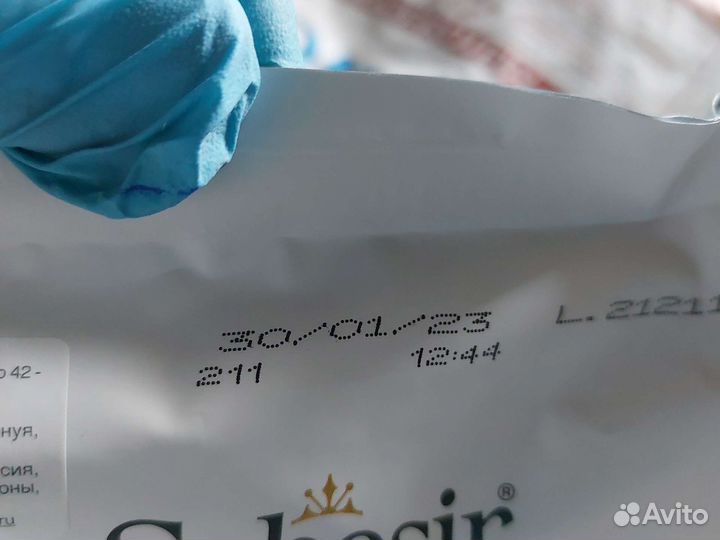 30/01/23 L. 21211
211 12:44
о 42 -
нуя,
сия,
оны,
ru
®
Avito